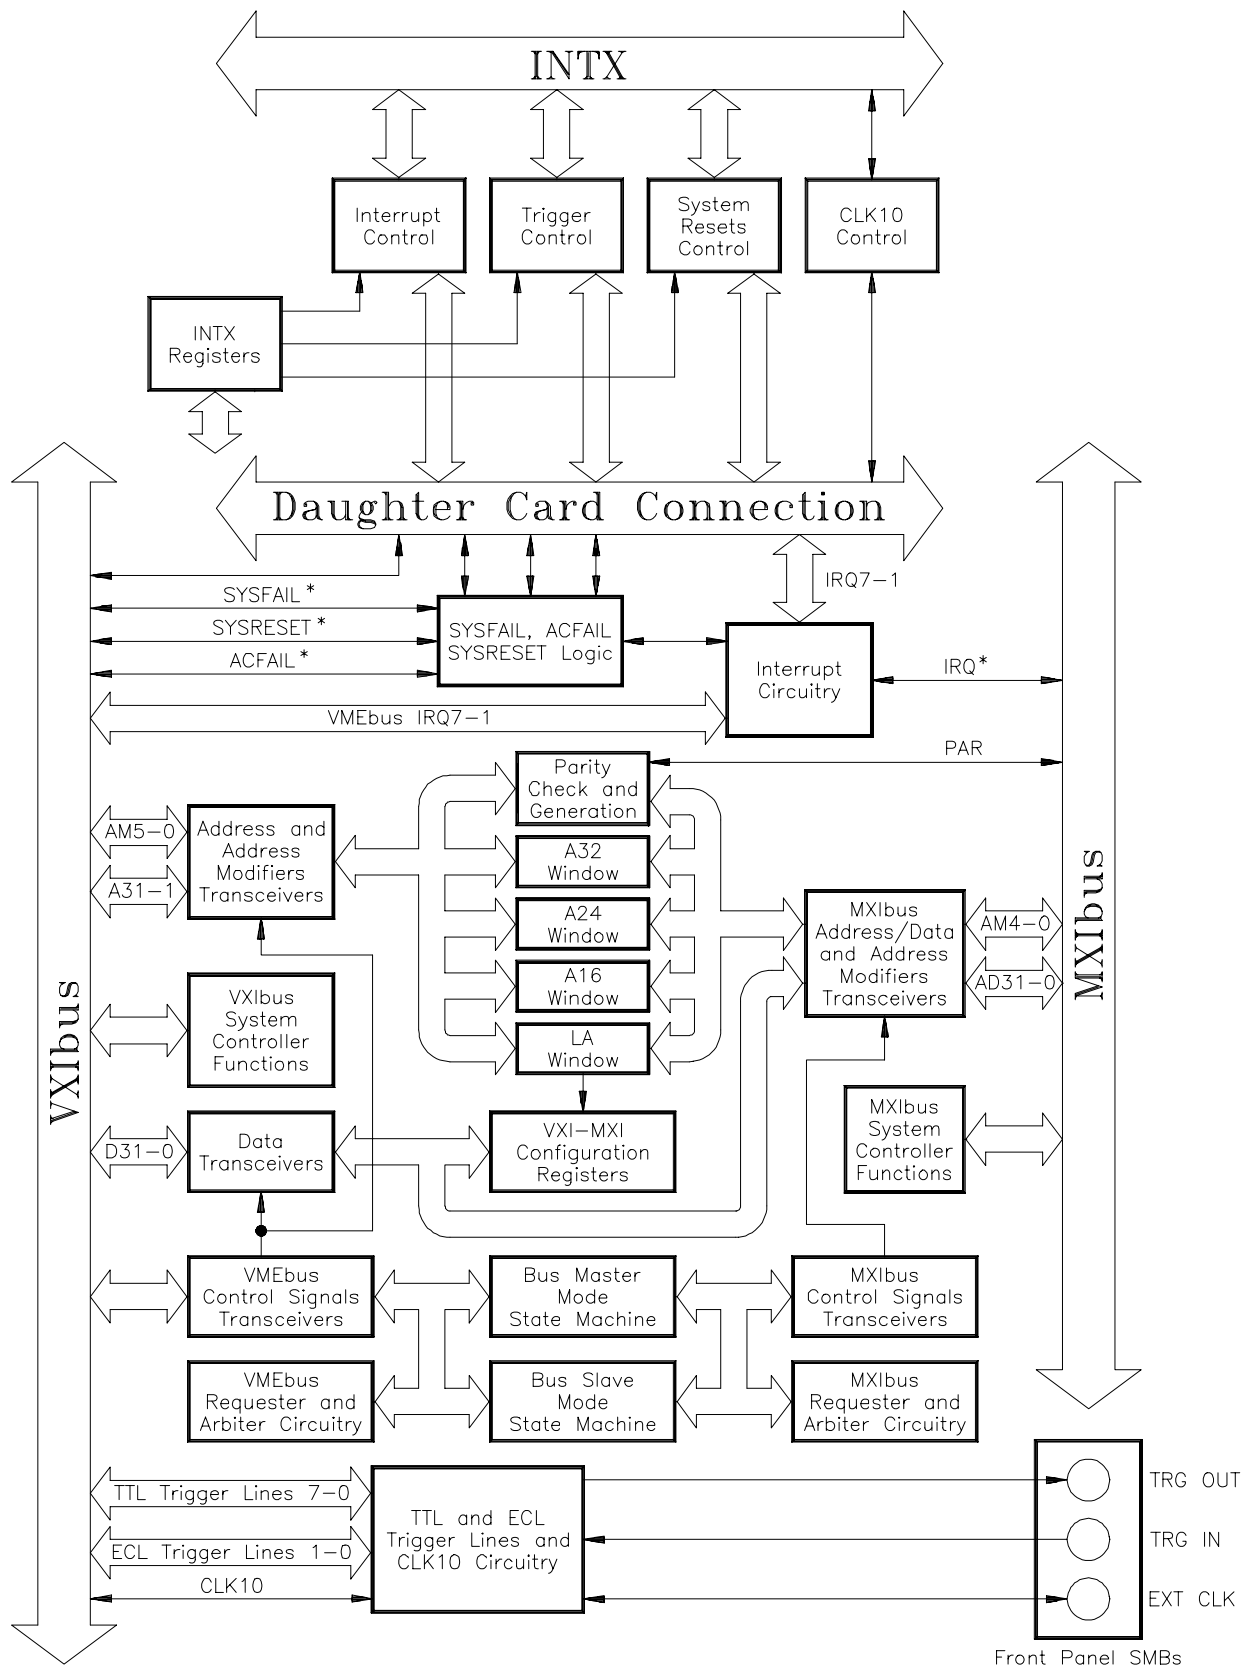 INTX
Interrupt
Control
Trigger
Control
System
Resets
Control
CLK10
Control
INTX
Registers
Daughter Card Connection
IRQ7-1
SYSFAIL*
SYSRESET*
ACFAIL*
SYSFAIL, ACFAIL
SYSRESET Logic
Interrupt
Circuitry
IRQ*
VMEbus IRQ7-1
PAR
Parity
Check and
Generation
AM5-0
A31-1
Address and
Address
Modifiers
Transceivers
A32
Window
A24
Window
A16
Window
LA
Window
MXIbus
Address/Data
and Address
Modifiers
Transceivers
AM4-0
AD31-0
MXIbus
VXIbus
VXIbus
System
Controller
Functions
D31-0
Data
Transceivers
VXI-MXI
Configuration
Registers
MXIbus
System
Controller
Functions
VMEbus
Control Signals
Transceivers
Bus Master
Mode
State Machine
MXIbus
Control Signals
Transceivers
VMEbus
Requester and
Arbiter Circuitry
Bus Slave
Mode
State Machine
MXIbus
Requester and
Arbiter Circuitry
TTL Trigger Lines 7-0
ECL Trigger Lines 1-0
CLK10
TTL and ECL
Trigger Lines and
CLK10 Circuitry
TRG OUT
TRG IN
EXT CLK
Front Panel SMBs